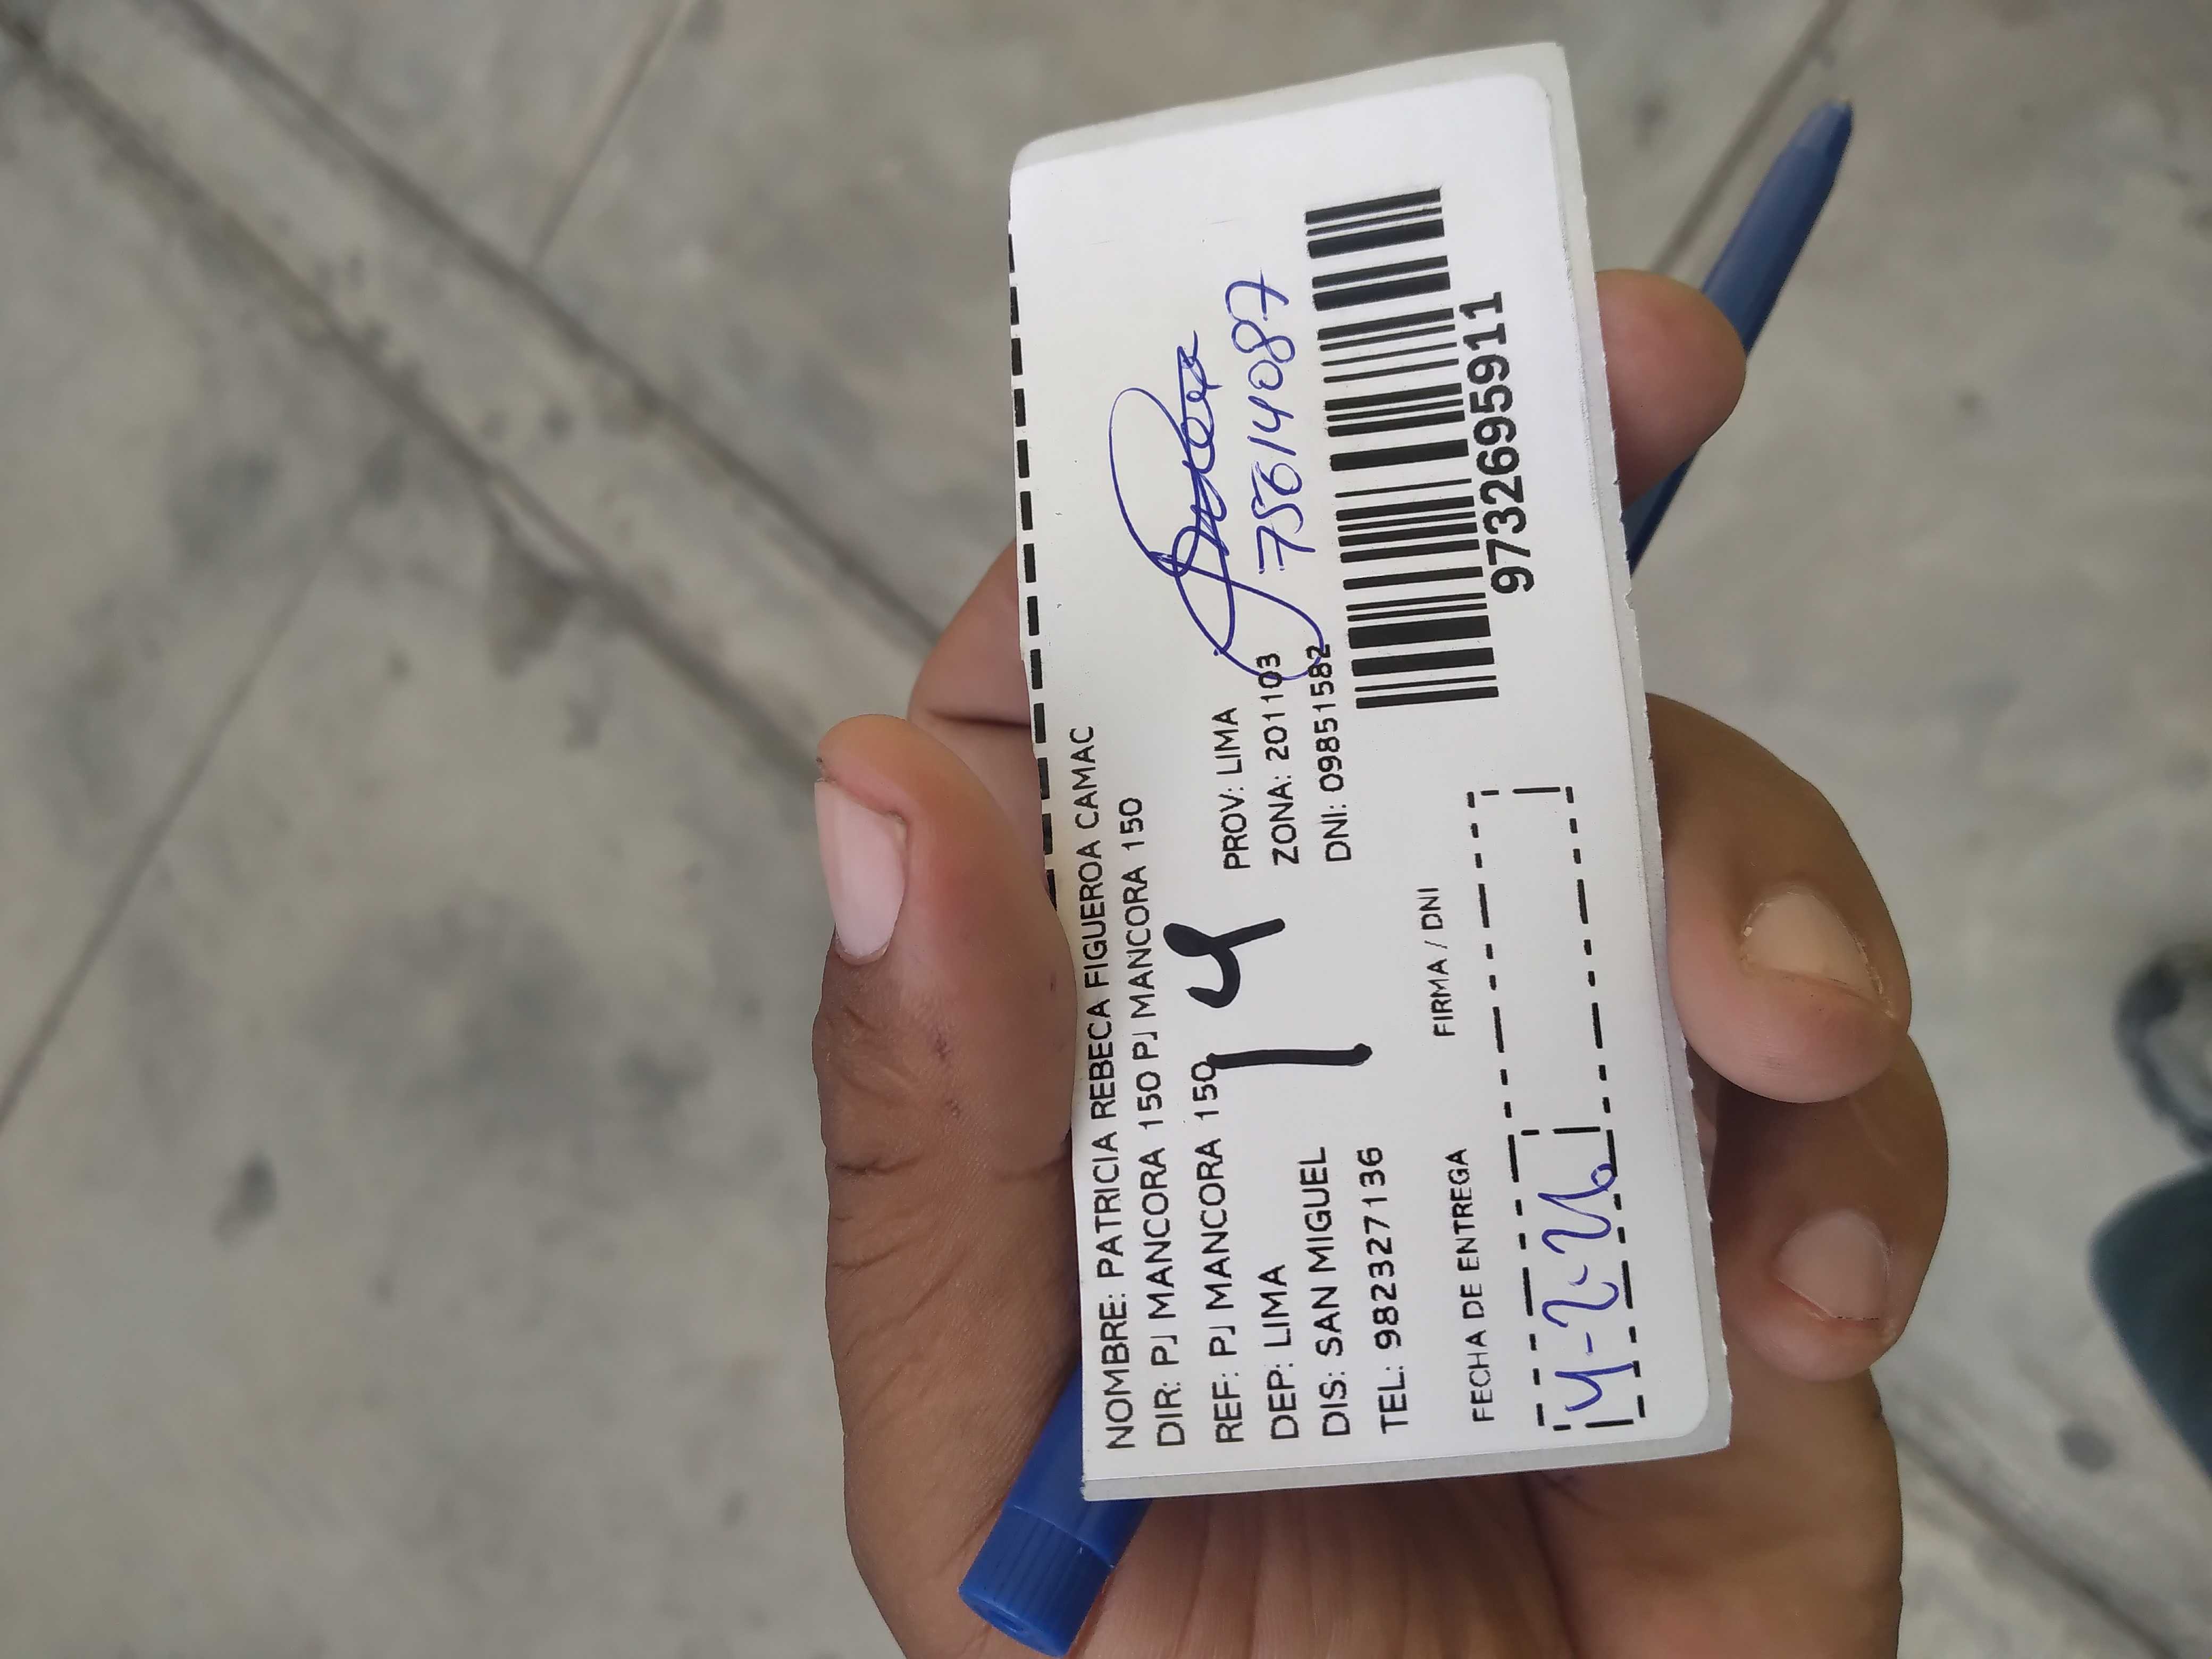 NOMBRE: PATRICIA REBECA FIGUEROA CAMAC
DIR: PJ MANCORA 150 PJ MANCORA 150
REF: PJ MANCORA 150
DEP: LIMA
PROV: LIMA
DIS: SAN MIGUEL
ZONA: 201103
TEL: 982327136
DNI: 09851582
14
75614087
FECHA DE ENTREGA
FIRMA / DNI
4-2-26
9732695911